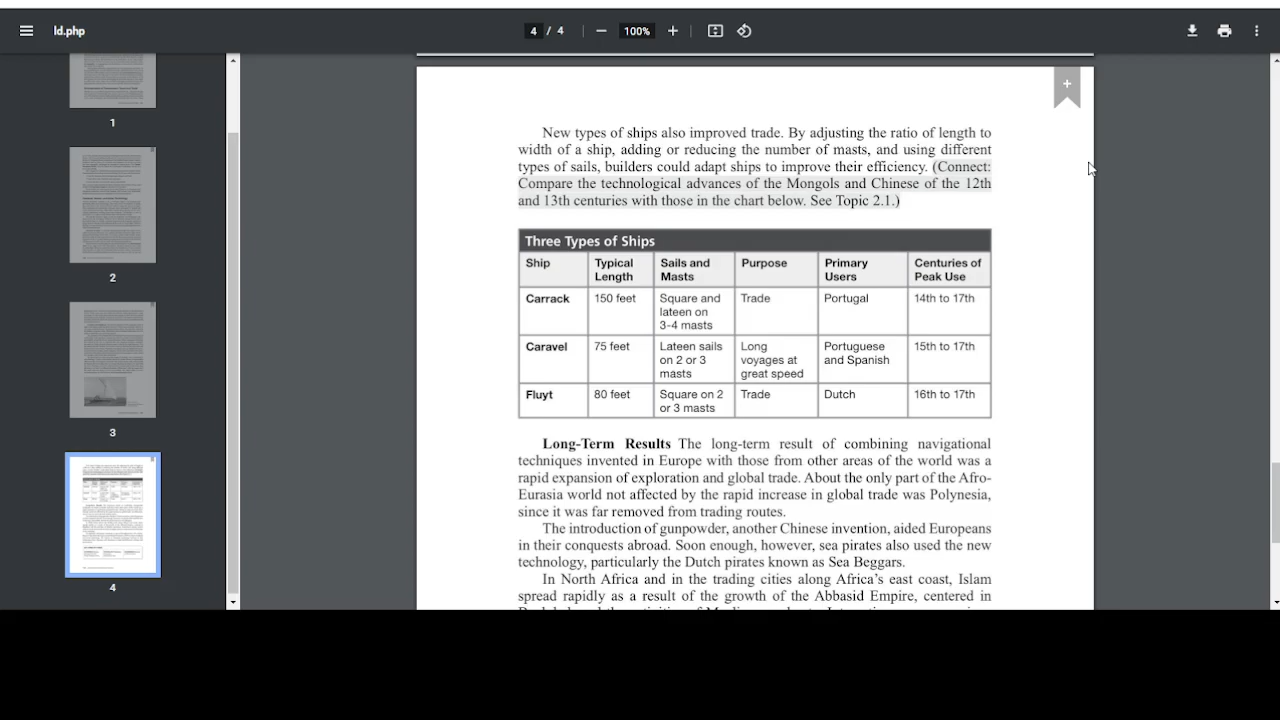 ld.php
4 / 4
100%
1
2
3
4
New types of ships also improved trade. By adjusting the ratio of length to
width of a ship, adding or reducing the number of masts, and using different
types of sails, builders could adapt ships to improve their efficiency. (Connect:
Compare the technological advances of the Mongols and Chinese of the 12th
and 13th centuries with those in the chart below. See Topic 2.1.)
Three Types of Ships
Ship Typical Length Sails and Masts Purpose Primary Users Centuries of Peak Use
Carrack 150 feet Square and lateen on 3-4 masts Trade Portugal 14th to 17th
Caravel 75 feet Lateen sails on 2 or 3 masts Long voyages at great speed Portuguese and Spanish 15th to 17th
Fluyt 80 feet Square on 2 or 3 masts Trade Dutch 16th to 17th
Long-Term Results The long-term result of combining navigational
techniques invented in Europe with those from other areas of the world was a
rapid expansion of exploration and global trade. About the only part of the Afro-
Eurasia world not affected by the rapid increase in global trade was Polynesia,
since it was far removed from trading routes.
The introduction of gunpowder, another Chinese invention, aided Europeans
in their conquests abroad. Soon enough, however, sea pirates also used the new
technology, particularly the Dutch pirates known as Sea Beggars.
In North Africa and in the trading cities along Africa's east coast, Islam
spread rapidly as a result of the growth of the Abbasid Empire, centered in